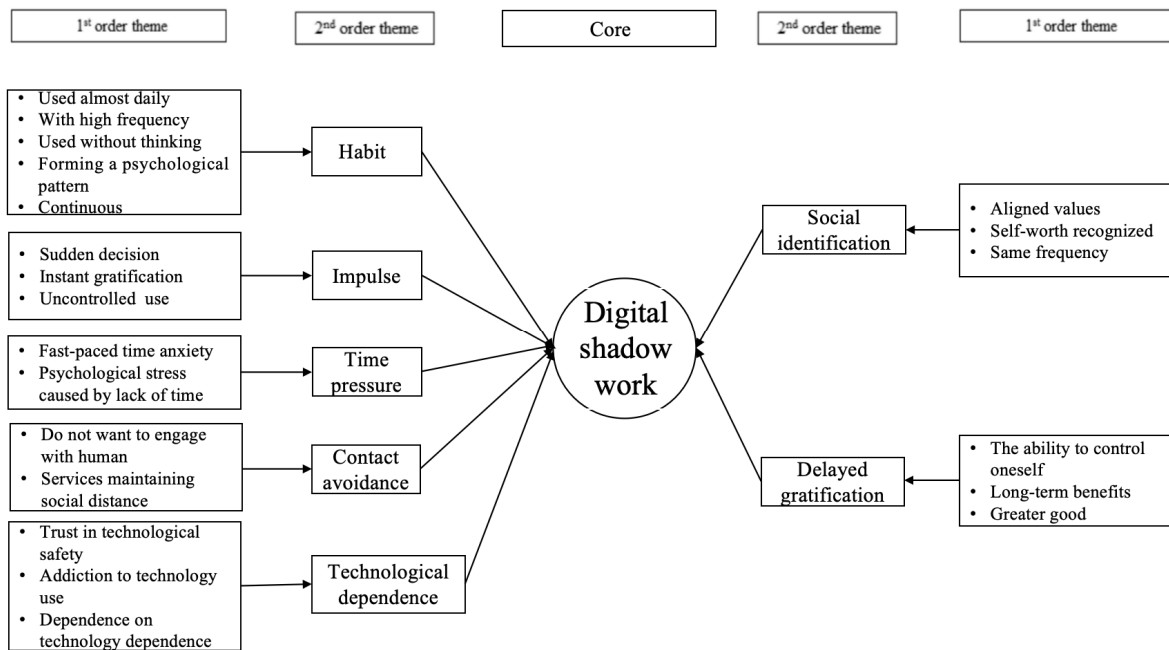 1st order theme
2nd order theme
Core
2nd order theme
1st order theme
• Used almost daily
• With high frequency
• Used without thinking
• Forming a psychological
pattern
• Continuous
Habit
• Sudden decision
• Instant gratification
• Uncontrolled use
Impulse
• Fast-paced time anxiety
• Psychological stress
caused by lack of time
Time
pressure
• Do not want to engage
with human
• Services maintaining
social distance
Contact
avoidance
• Trust in technological
safety
• Addiction to technology
use
• Dependence on
technology dependence
Technological
dependence
Digital
shadow
work
Social
identification
• Aligned values
• Self-worth recognized
• Same frequency
Delayed
gratification
• The ability to control
oneself
• Long-term benefits
• Greater good